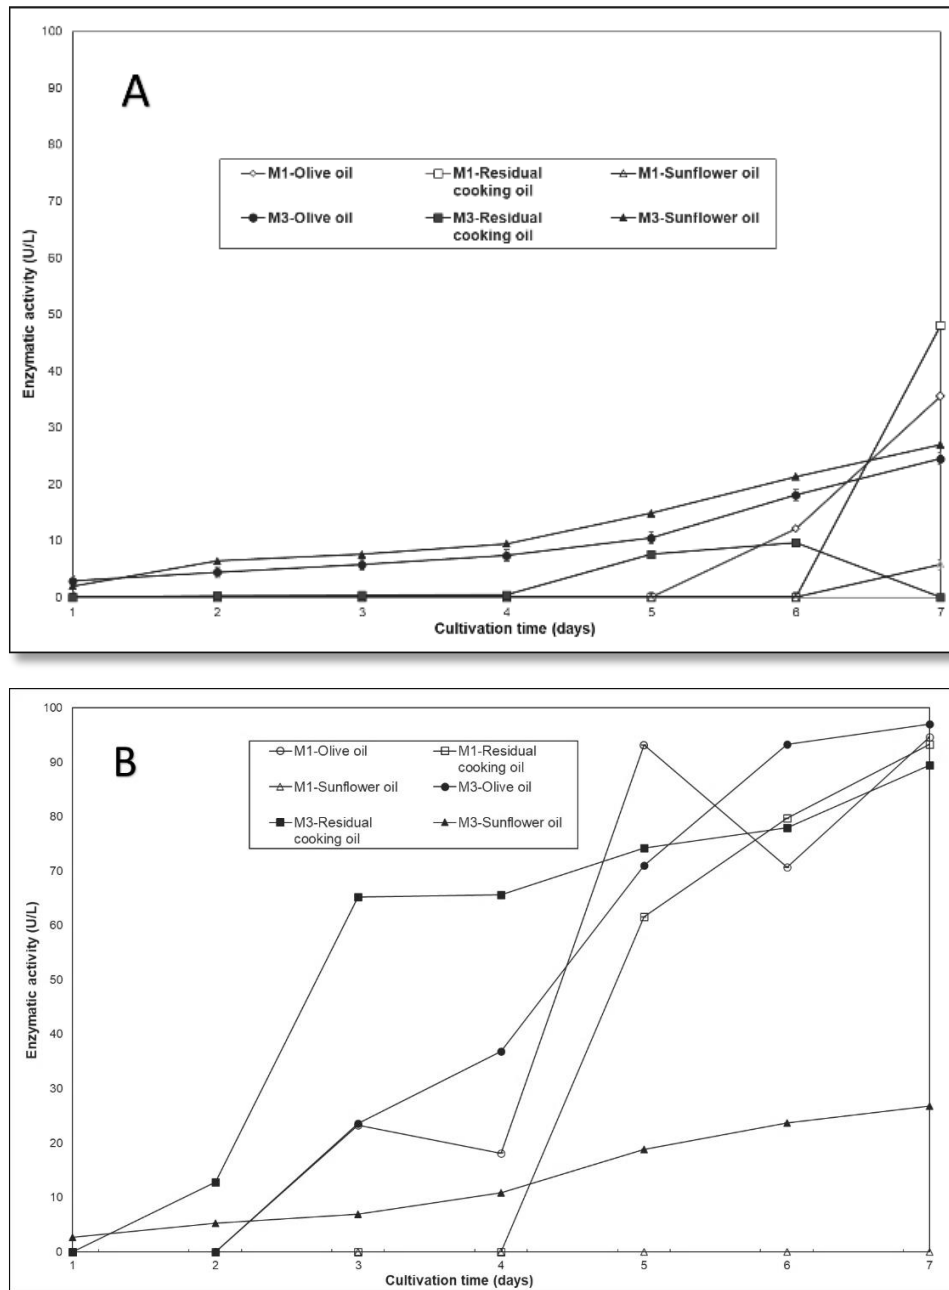 A
100
90
80
70
60
50
40
30
20
10
0
Enzymatic activity (U/L)
M1-Olive oil
M1-Residual
cooking oil
M1-Sunflower oil
M3-Olive oil
M3-Residual
cooking oil
M3-Sunflower oil
1 2 3 4 5 6 7
Cultivation time (days)
B
100
90
80
70
60
50
40
30
20
10
0
Enzymatic activity (U/L)
M1-Olive oil
M1-Residual
cooking oil
M1-Sunflower oil
M3-Olive oil
M3-Residual
cooking oil
M3-Sunflower oil
1 2 3 4 5 6 7
Cultivation time (days)